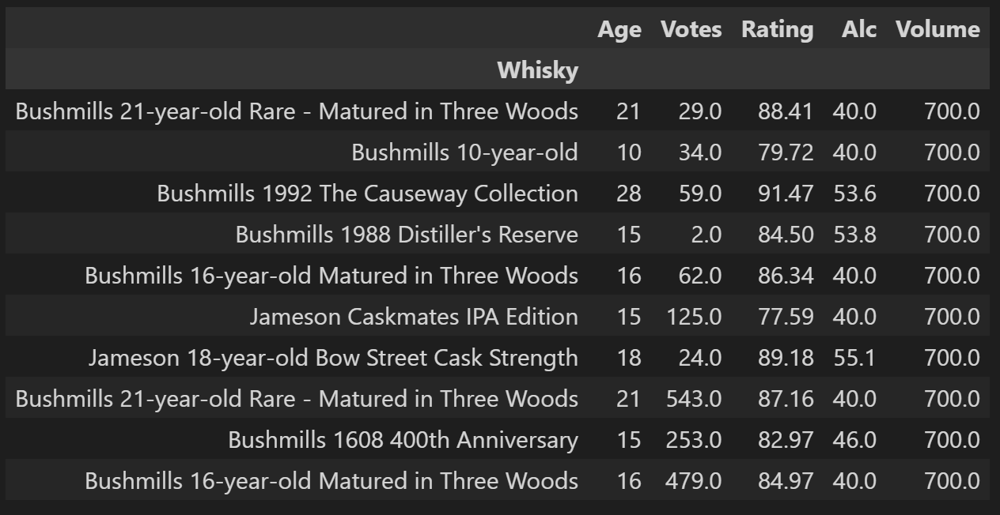 Age Votes Rating Alc Volume
Whisky
Bushmills 21-year-old Rare - Matured in Three Woods 21 29.0 88.41 40.0 700.0
Bushmills 10-year-old 10 34.0 79.72 40.0 700.0
Bushmills 1992 The Causeway Collection 28 59.0 91.47 53.6 700.0
Bushmills 1988 Distiller's Reserve 15 2.0 84.50 53.8 700.0
Bushmills 16-year-old Matured in Three Woods 16 62.0 86.34 40.0 700.0
Jameson Caskmates IPA Edition 15 125.0 77.59 40.0 700.0
Jameson 18-year-old Bow Street Cask Strength 18 24.0 89.18 55.1 700.0
Bushmills 21-year-old Rare - Matured in Three Woods 21 543.0 87.16 40.0 700.0
Bushmills 1608 400th Anniversary 15 253.0 82.97 46.0 700.0
Bushmills 16-year-old Matured in Three Woods 16 479.0 84.97 40.0 700.0